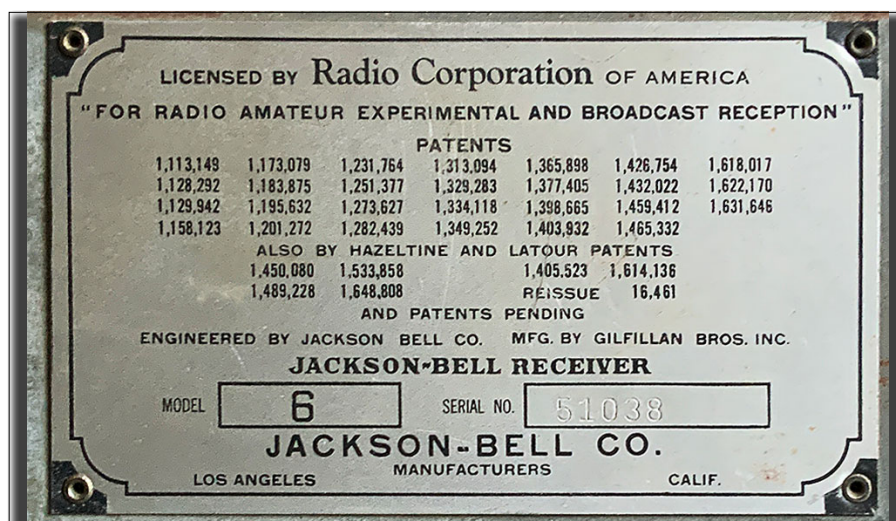 LICENSED BY Radio Corporation OF AMERICA
"FOR RADIO AMATEUR EXPERIMENTAL AND BROADCAST RECEPTION"
PATENTS
1,113,149 1,173,079 1,231,764 1,313,094 1,365,898 1,426,754 1,618,017
1,128,292 1,183,875 1,251,377 1,329,283 1,377,405 1,432,022 1,622,170
1,129,942 1,195,632 1,273,627 1,334,118 1,398,665 1,459,412 1,631,646
1,158,123 1,201,272 1,282,439 1,349,252 1,403,932 1,465,332
ALSO BY HAZELTINE AND LATOUR PATENTS
1,450,080 1,533,858 1,405,523 1,614,136
1,489,228 1,648,808 REISSUE 16,461
AND PATENTS PENDING
ENGINEERED BY JACKSON BELL CO. MFG. BY GILFILLAN BROS. INC.
JACKSON-BELL RECEIVER
MODEL 6 SERIAL NO. 51038
JACKSON-BELL CO.
MANUFACTURERS
LOS ANGELES CALIF.